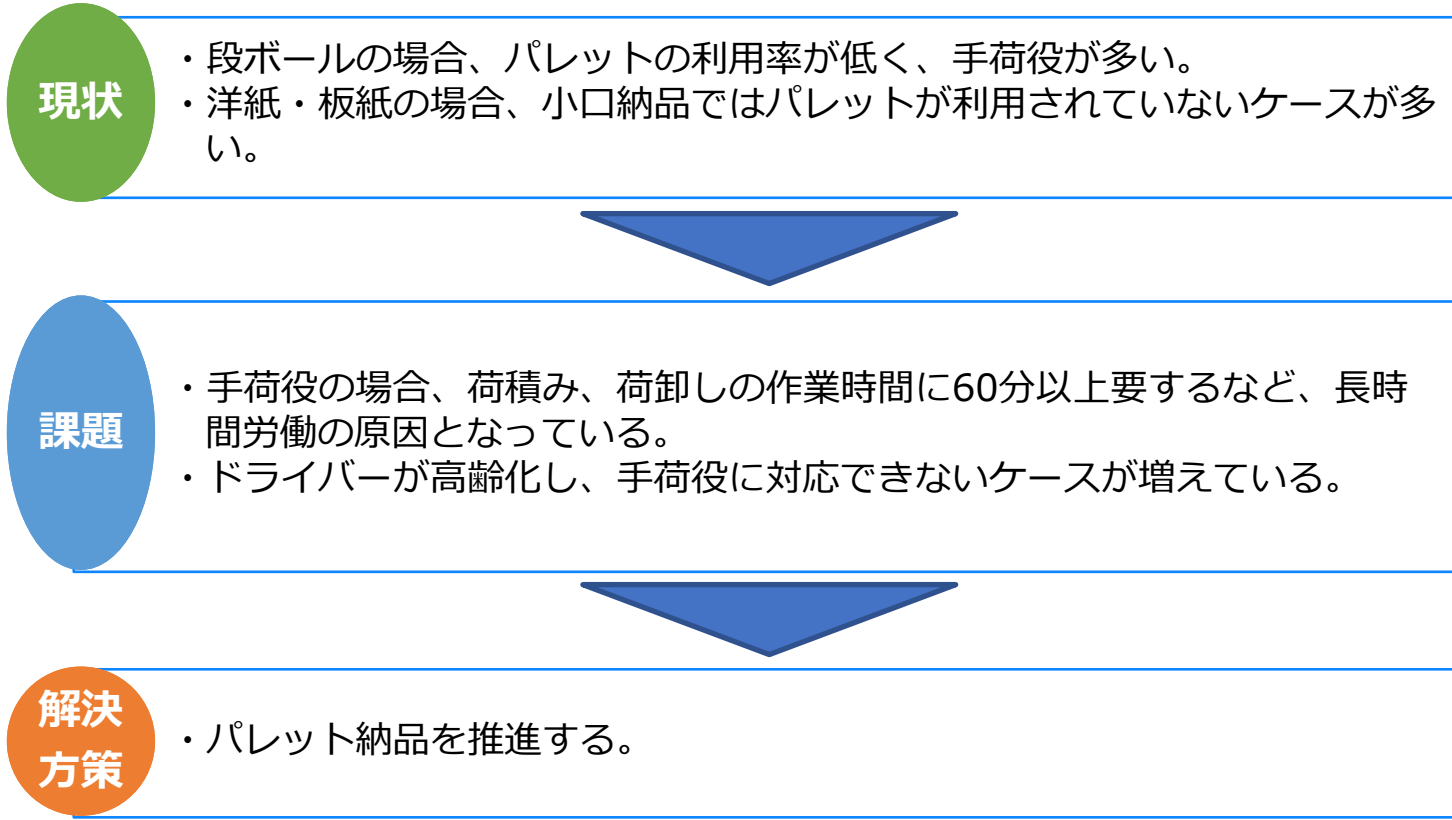 現状
・段ボールの場合、パレットの利用率が低く、手荷役が多い。
・洋紙・板紙の場合、小口納品ではパレットが利用されていないケースが多
い。
課題
・手荷役の場合、荷積み、荷卸しの作業時間に60分以上要するなど、長時
間労働の原因となっている。
・ドライバーが高齢化し、手荷役に対応できないケースが増えている。
解決
方策
・パレット納品を推進する。